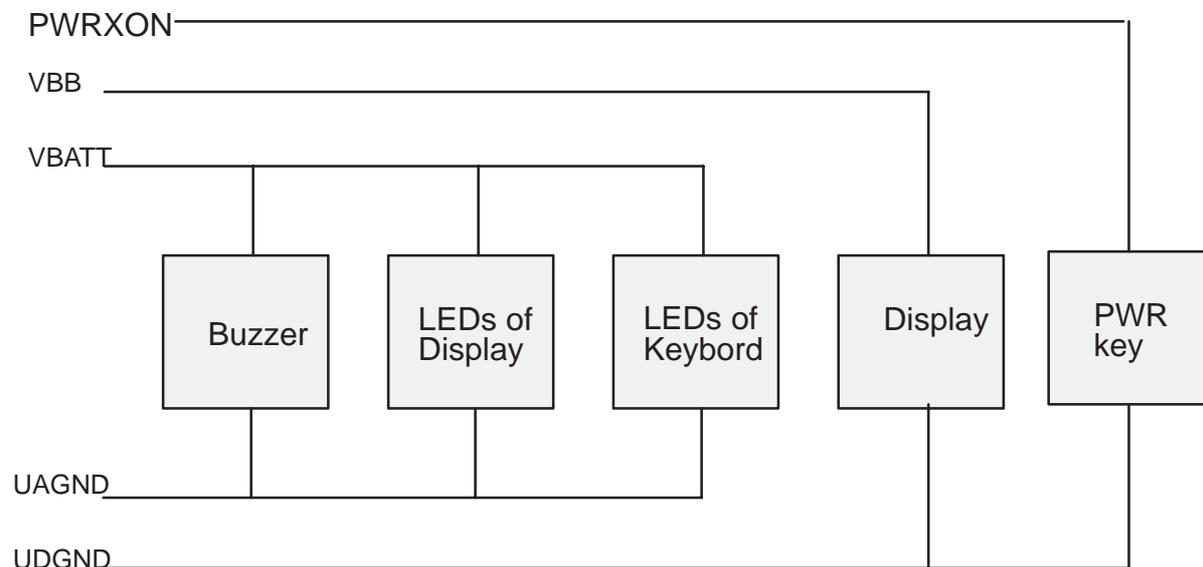 PWRXON
VBB
VBATT
Buzzer
LEDs of
Display
LEDs of
Keybord
Display
PWR
key
UAGND
UDGND